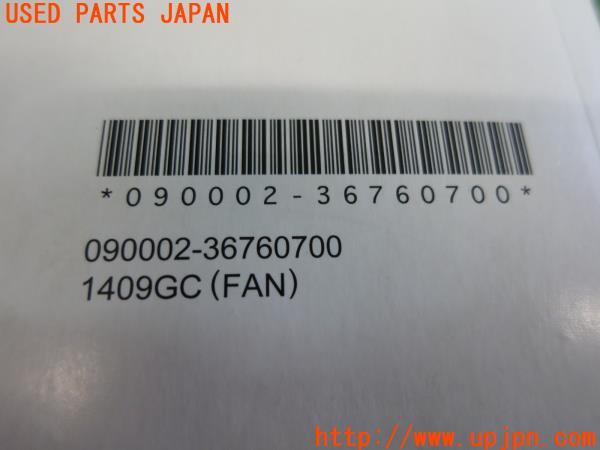 USED PARTS JAPAN
*090002-36760700*
090002-36760700
1409GC(FAN)
http://www.upjpn.com